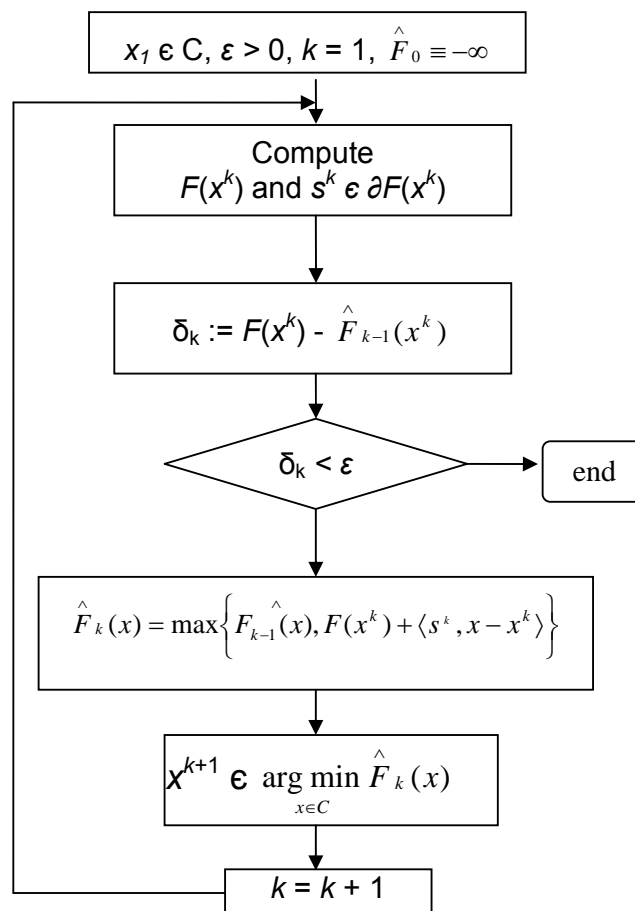 x₁ є C, ε > 0, k = 1, F̂₀ ≡ −∞
Compute
F(xᵏ) and sᵏ є ∂F(xᵏ)
δₖ := F(xᵏ) - F̂ₖ₋₁(xᵏ)
δₖ < ε
end
F̂ₖ(x) = max{F̂ₖ₋₁(x), F(xᵏ) + ⟨sᵏ, x − xᵏ⟩}
xᵏ⁺¹ є arg min F̂ₖ(x)
x∈C
k = k + 1